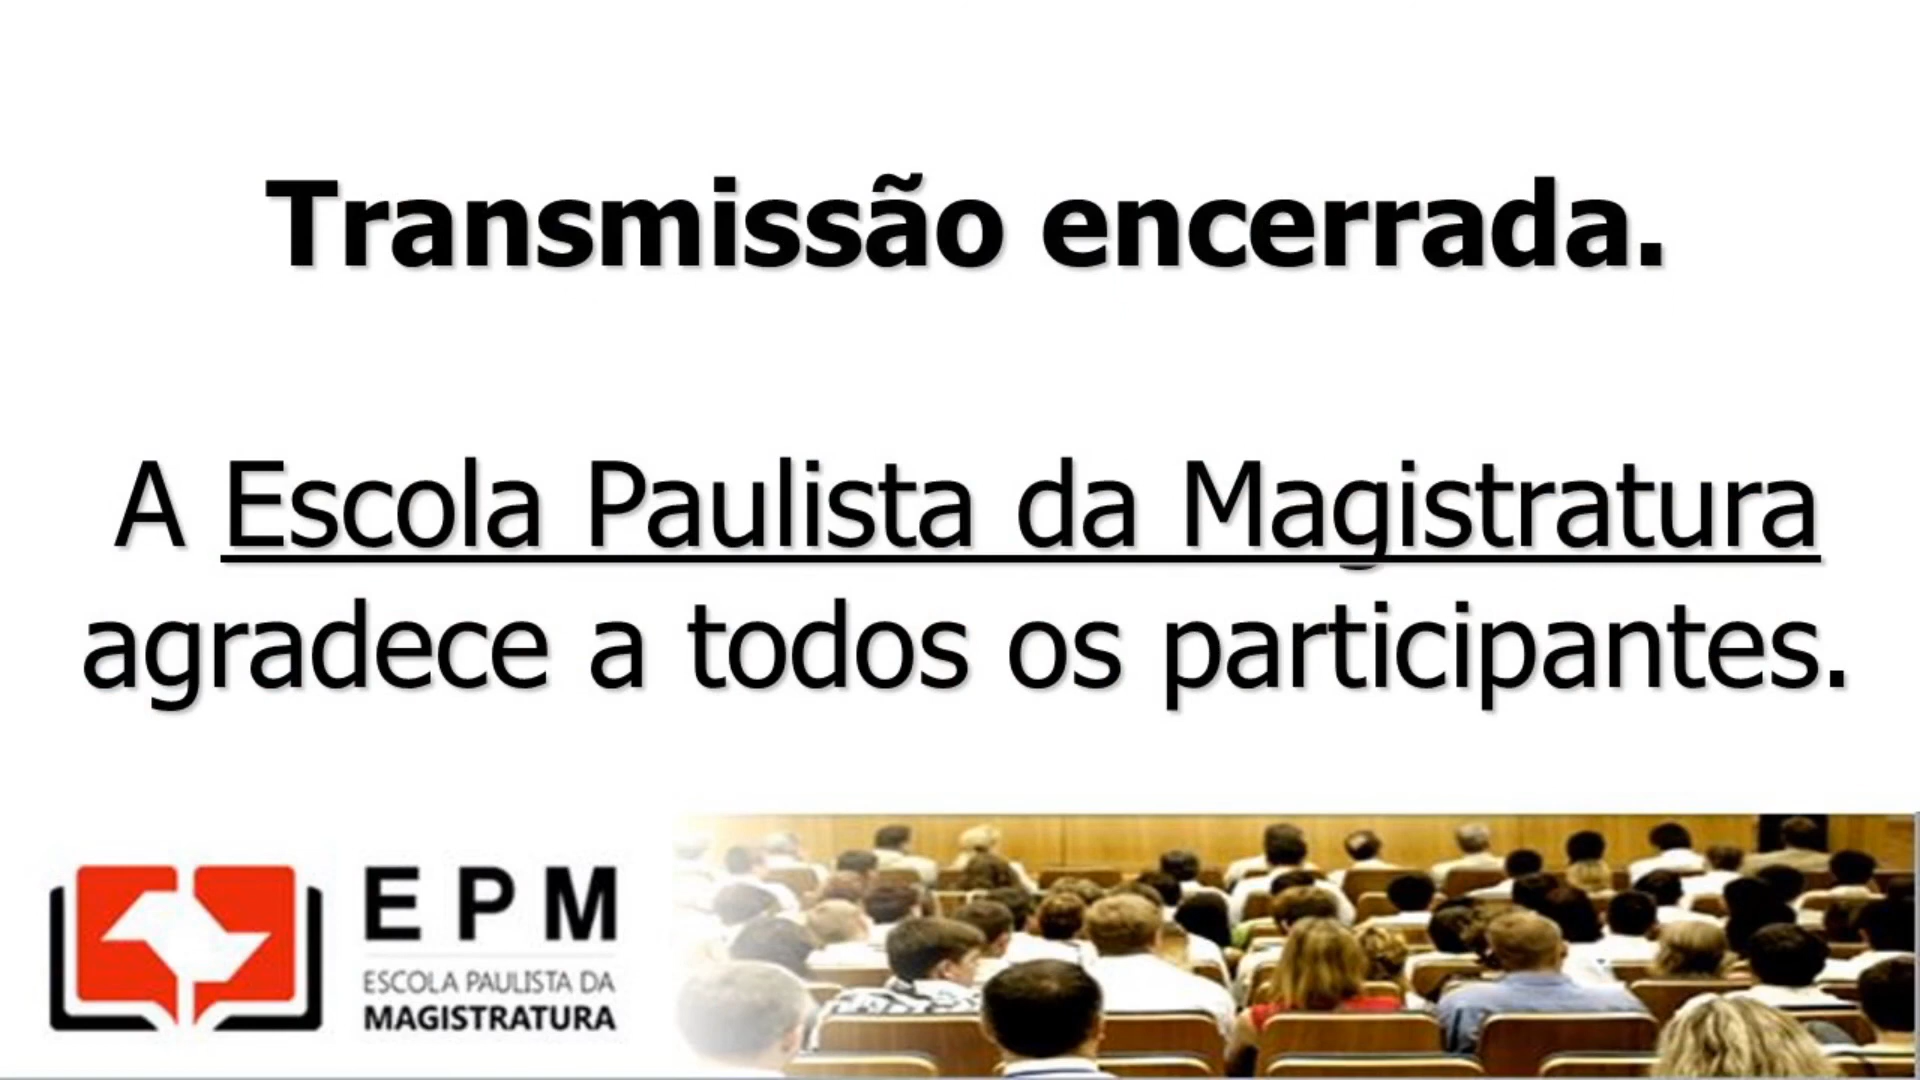 Transmissão encerrada.
A Escola Paulista da Magistratura
agradece a todos os participantes.
EPM
ESCOLA PAULISTA DA
MAGISTRATURA